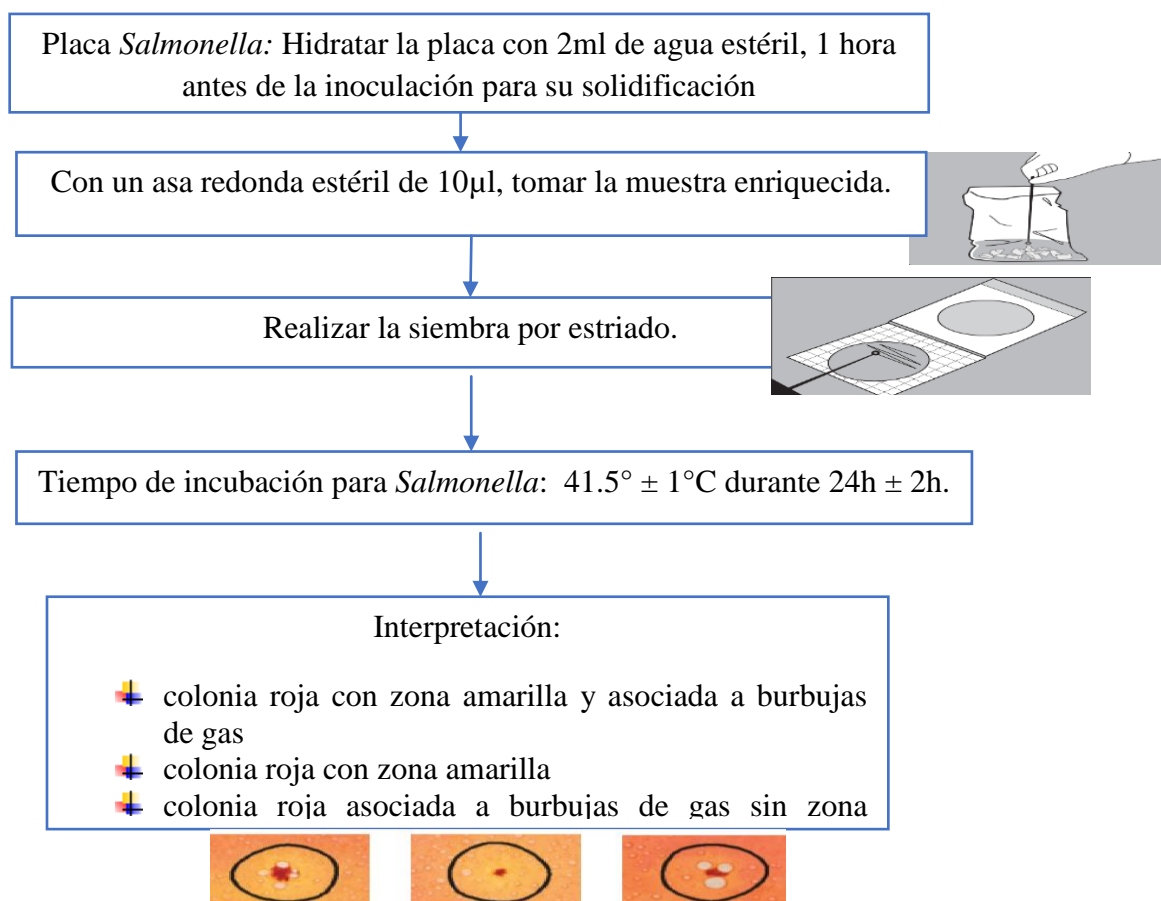 Placa Salmonella: Hidratar la placa con 2ml de agua estéril, 1 hora
antes de la inoculación para su solidificación
Con un asa redonda estéril de 10µl, tomar la muestra enriquecida.
Realizar la siembra por estriado.
Tiempo de incubación para Salmonella: 41.5° ± 1°C durante 24h ± 2h.
Interpretación:
colonia roja con zona amarilla y asociada a burbujas
de gas
colonia roja con zona amarilla
colonia roja asociada a burbujas de gas sin zona